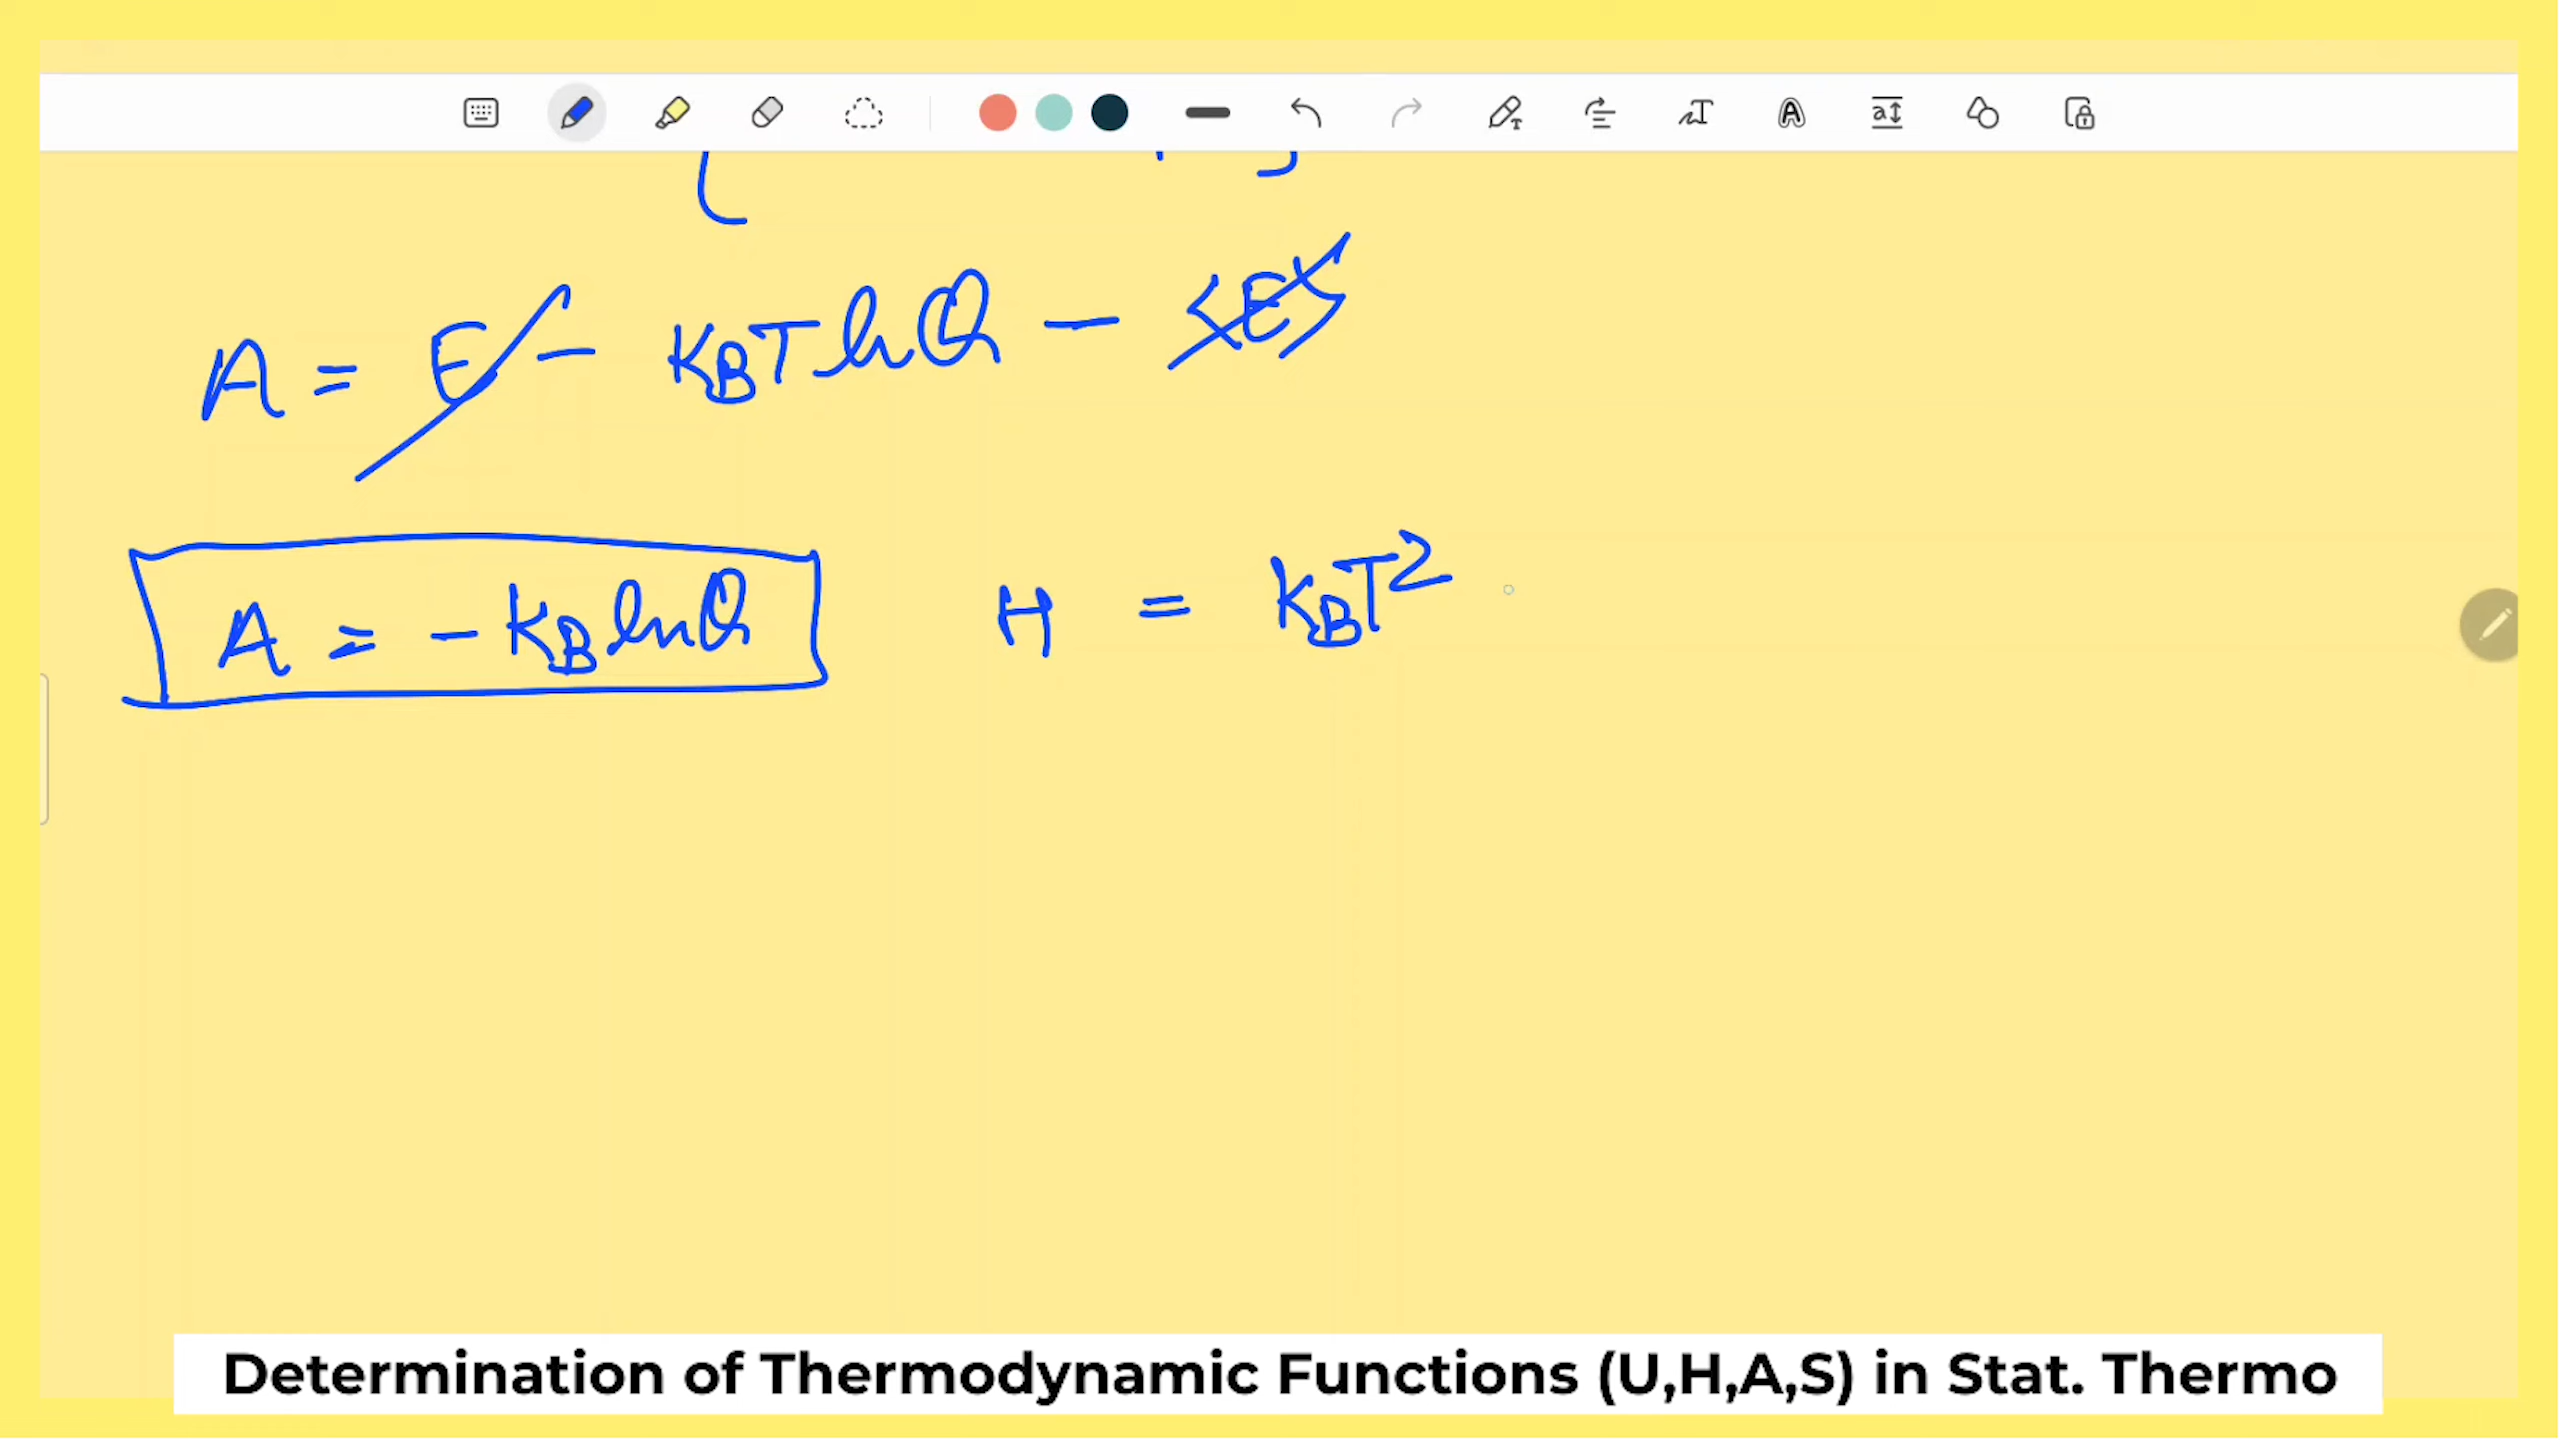 A = E - KBT ln Q - <E>
A = - KB ln Q H = KBT²
Determination of Thermodynamic Functions (U,H,A,S) in Stat. Thermo